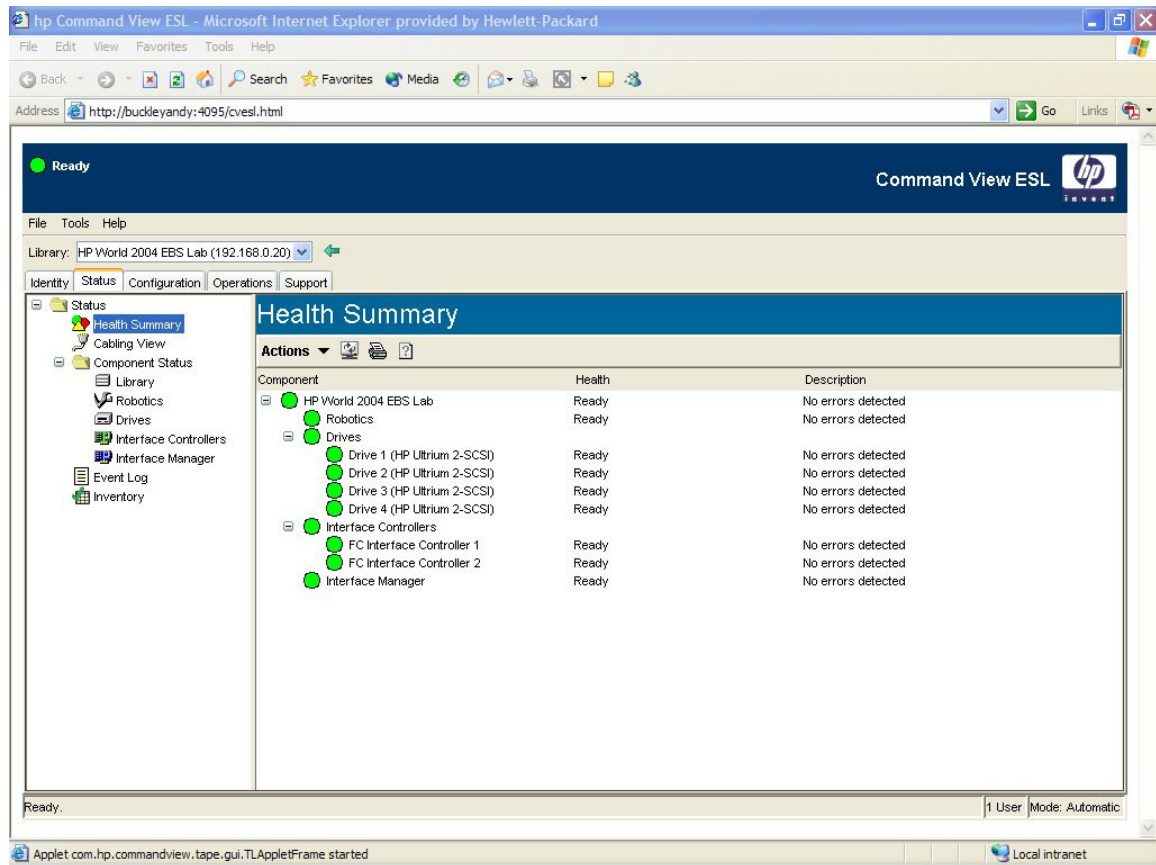 hp Command View ESL - Microsoft Internet Explorer provided by Hewlett-Packard
File Edit View Favorites Tools Help
Back Search Favorites Media
Address http://buckleyandy:4095/cvesl.html Go Links
Ready
Command View ESL
hp
invent
File Tools Help
Library: HP World 2004 EBS Lab (192.168.0.20)
Identity Status Configuration Operations Support
Status
Health Summary
Cabling View
Component Status
Library
Robotics
Drives
Interface Controllers
Interface Manager
Event Log
Inventory
Health Summary
Actions
Component Health Description
HP World 2004 EBS Lab Ready No errors detected
Robotics Ready No errors detected
Drives
Drive 1 (HP Ultrium 2-SCSI) Ready No errors detected
Drive 2 (HP Ultrium 2-SCSI) Ready No errors detected
Drive 3 (HP Ultrium 2-SCSI) Ready No errors detected
Drive 4 (HP Ultrium 2-SCSI) Ready No errors detected
Interface Controllers
FC Interface Controller 1 Ready No errors detected
FC Interface Controller 2 Ready No errors detected
Interface Manager Ready No errors detected
Ready. 1 User Mode: Automatic
Applet com.hp.commandview.tape.gui.TLAppletFrame started Local intranet